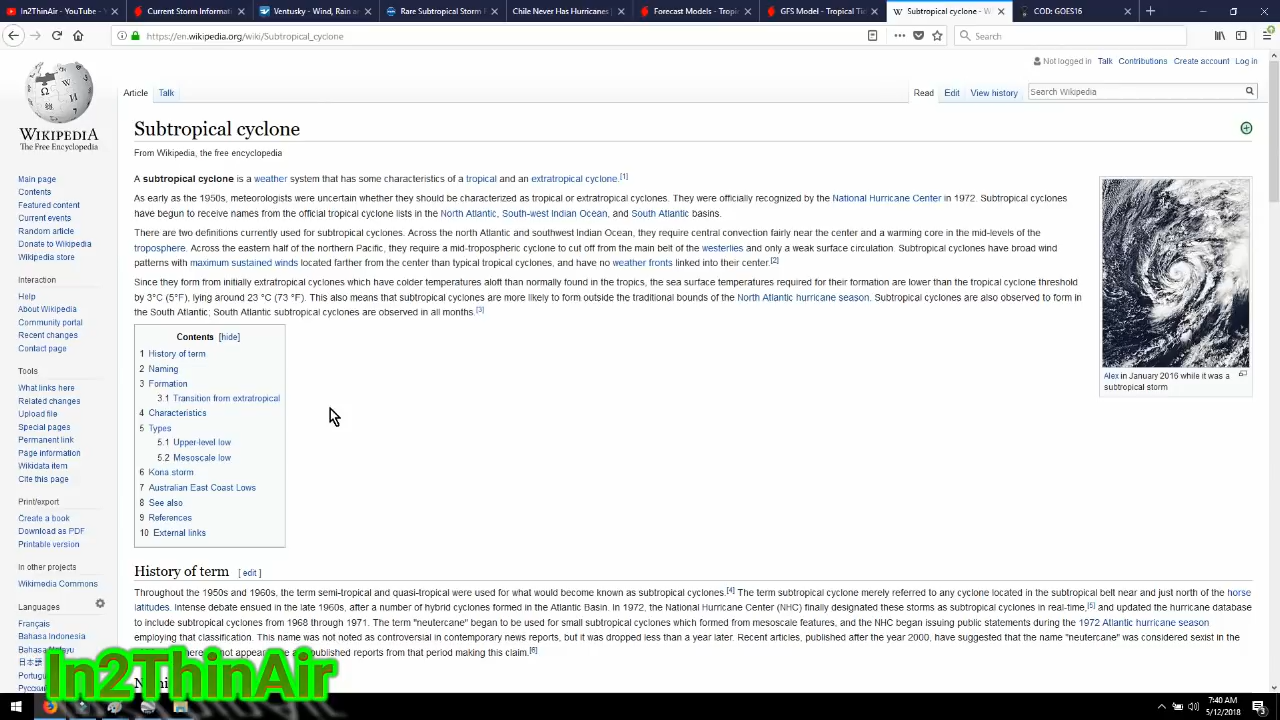 In2ThinAir - YouTube -
Current Storm Informati
Ventusky - Wind, Rain an
Rare Subtropical Storm F
Chile Never Has Hurricanes
Forecast Models - Tropic
GFS Model - Tropical Tic
Subtropical cyclone - W
COD: GOES16
https://en.wikipedia.org/wiki/Subtropical_cyclone
Search
Not logged in Talk Contributions Create account Log in
Article Talk
Read Edit View history
Search Wikipedia
WIKIPEDIA
The Free Encyclopedia
Main page
Contents
Featured content
Current events
Random article
Donate to Wikipedia
Wikipedia store
Interaction
Help
About Wikipedia
Community portal
Recent changes
Contact page
Tools
What links here
Related changes
Upload file
Special pages
Permanent link
Page information
Wikidata item
Cite this page
Print/export
Create a book
Download as PDF
Printable version
In other projects
Wikimedia Commons
Languages
Français
Bahasa Indonesia
Bahasa
日本
Русск
Subtropical cyclone
From Wikipedia, the free encyclopedia
A subtropical cyclone is a weather system that has some characteristics of a tropical and an extratropical cyclone.[1]
As early as the 1950s, meteorologists were uncertain whether they should be characterized as tropical or extratropical cyclones. They were officially recognized by the National Hurricane Center in 1972. Subtropical cyclones
have begun to receive names from the official tropical cyclone lists in the North Atlantic, South-west Indian Ocean, and South Atlantic basins.
There are two definitions currently used for subtropical cyclones. Across the north Atlantic and southwest Indian Ocean, they require central convection fairly near the center and a warming core in the mid-levels of the
troposphere. Across the eastern half of the northern Pacific, they require a mid-tropospheric cyclone to cut off from the main belt of the westerlies and only a weak surface circulation. Subtropical cyclones have broad wind
patterns with maximum sustained winds located farther from the center than typical tropical cyclones, and have no weather fronts linked into their center.[2]
Since they form from initially extratropical cyclones which have colder temperatures aloft than normally found in the tropics, the sea surface temperatures required for their formation are lower than the tropical cyclone threshold
by 3°C (5°F), lying around 23 °C (73 °F). This also means that subtropical cyclones are more likely to form outside the traditional bounds of the North Atlantic hurricane season. Subtropical cyclones are also observed to form in
the South Atlantic; South Atlantic subtropical cyclones are observed in all months.[3]
Alex in January 2016 while it was a
subtropical storm
Contents [hide]
1 History of term
2 Naming
3 Formation
3.1 Transition from extratropical
4 Characteristics
5 Types
5.1 Upper-level low
5.2 Mesoscale low
6 Kona storm
7 Australian East Coast Lows
8 See also
9 References
10 External links
History of term [ edit ]
Throughout the 1950s and 1960s, the term semi-tropical and quasi-tropical were used for what would become known as subtropical cyclones.[4] The term subtropical cyclone merely referred to any cyclone located in the subtropical belt near and just north of the horse
latitudes. Intense debate ensued in the late 1960s, after a number of hybrid cyclones formed in the Atlantic Basin. In 1972, the National Hurricane Center (NHC) finally designated these storms as subtropical cyclones in real-time,[5] and updated the hurricane database
to include subtropical cyclones from 1968 through 1971. The term "neutercane" began to be used for small subtropical cyclones which formed from mesoscale features, and the NHC began issuing public statements during the 1972 Atlantic hurricane season
employing that classification. This name was not noted as controversial in contemporary news reports, but it was dropped less than a year later. Recent articles, published after the year 2000, have suggested that the name "neutercane" was considered sexist in the
not appe published reports from that period making this claim.[6]
In2ThinAir
7:40 AM
5/12/2018